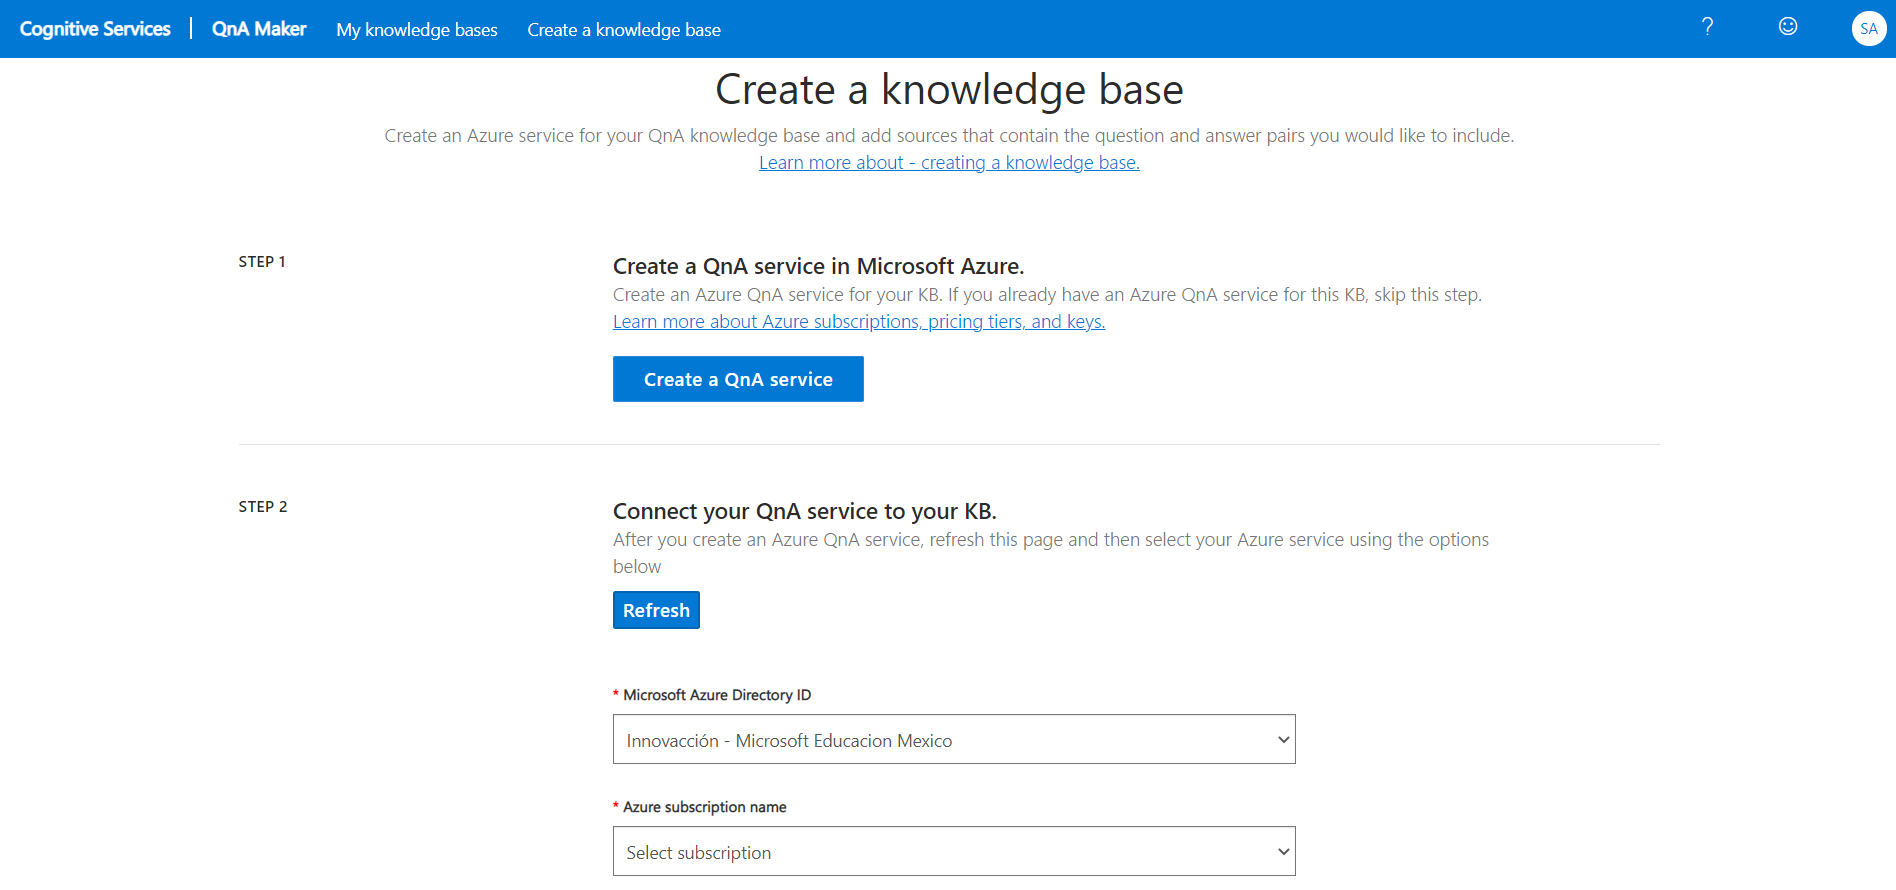 Cognitive Services | QnA Maker My knowledge bases Create a knowledge base ? SA
Create a knowledge base
Create an Azure service for your QnA knowledge base and add sources that contain the question and answer pairs you would like to include.
Learn more about - creating a knowledge base.
STEP 1
Create a QnA service in Microsoft Azure.
Create an Azure QnA service for your KB. If you already have an Azure QnA service for this KB, skip this step.
Learn more about Azure subscriptions, pricing tiers, and keys.
Create a QnA service
STEP 2
Connect your QnA service to your KB.
After you create an Azure QnA service, refresh this page and then select your Azure service using the options
below
Refresh
* Microsoft Azure Directory ID
Innovacción - Microsoft Educacion Mexico
* Azure subscription name
Select subscription